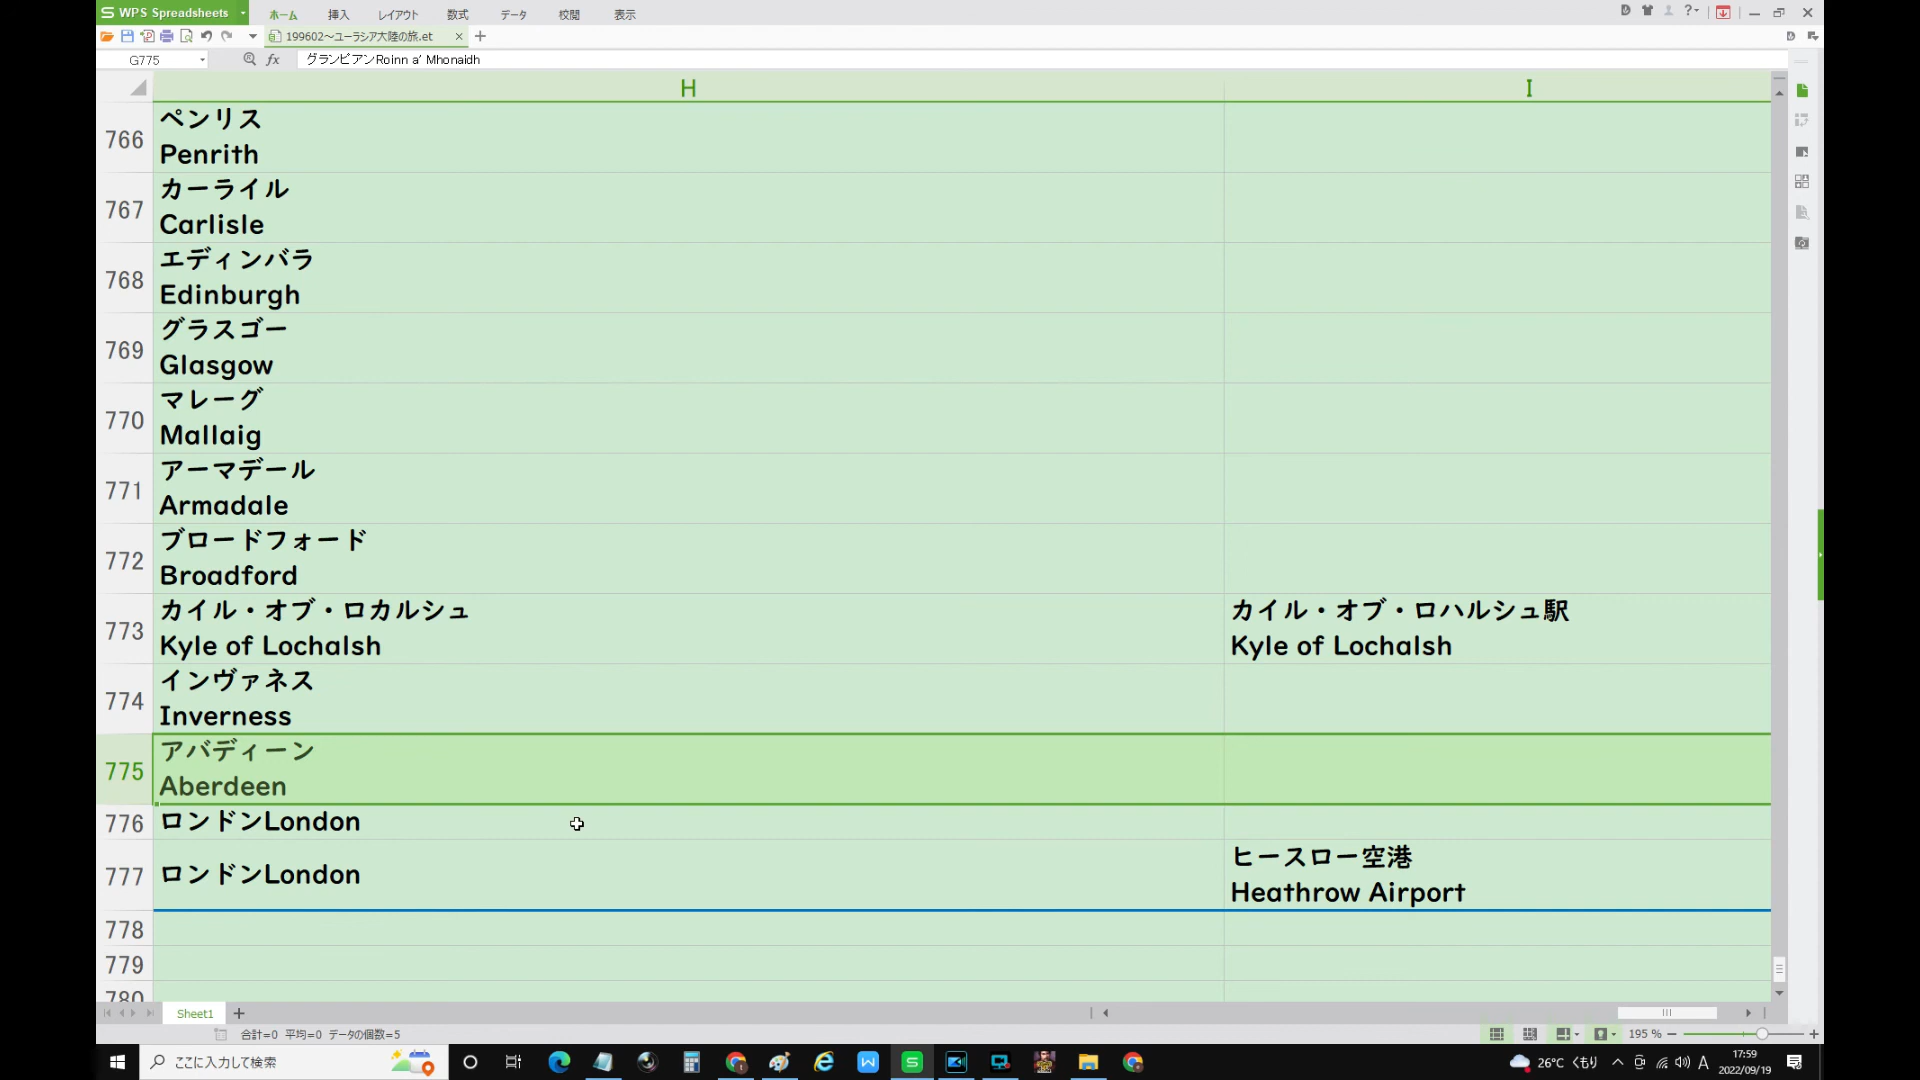 WPS Spreadsheets
ホーム 挿入 レイアウト 数式 データ 校閲 表示
199602～ユーラシア大陸の旅.et
G775 fx グランピアンRoinn a' Mhonaidh
H I
766 ペンリス
Penrith
767 カーライル
Carlisle
768 エディンバラ
Edinburgh
769 グラスゴー
Glasgow
770 マレーグ
Mallaig
771 アーマデール
Armadale
772 ブロードフォード
Broadford
773 カイル・オブ・ロカルシュ カイル・オブ・ロハルシュ駅
Kyle of Lochalsh Kyle of Lochalsh
774 インヴァネス
Inverness
775 アバディーン
Aberdeen
776 ロンドンLondon
777 ロンドンLondon ヒースロー空港
Heathrow Airport
778
779
780
Sheet1
合計=0 平均=0 データの個数=5 195 %
ここに入力して検索 26°C くもり A 17:59
2022/09/19